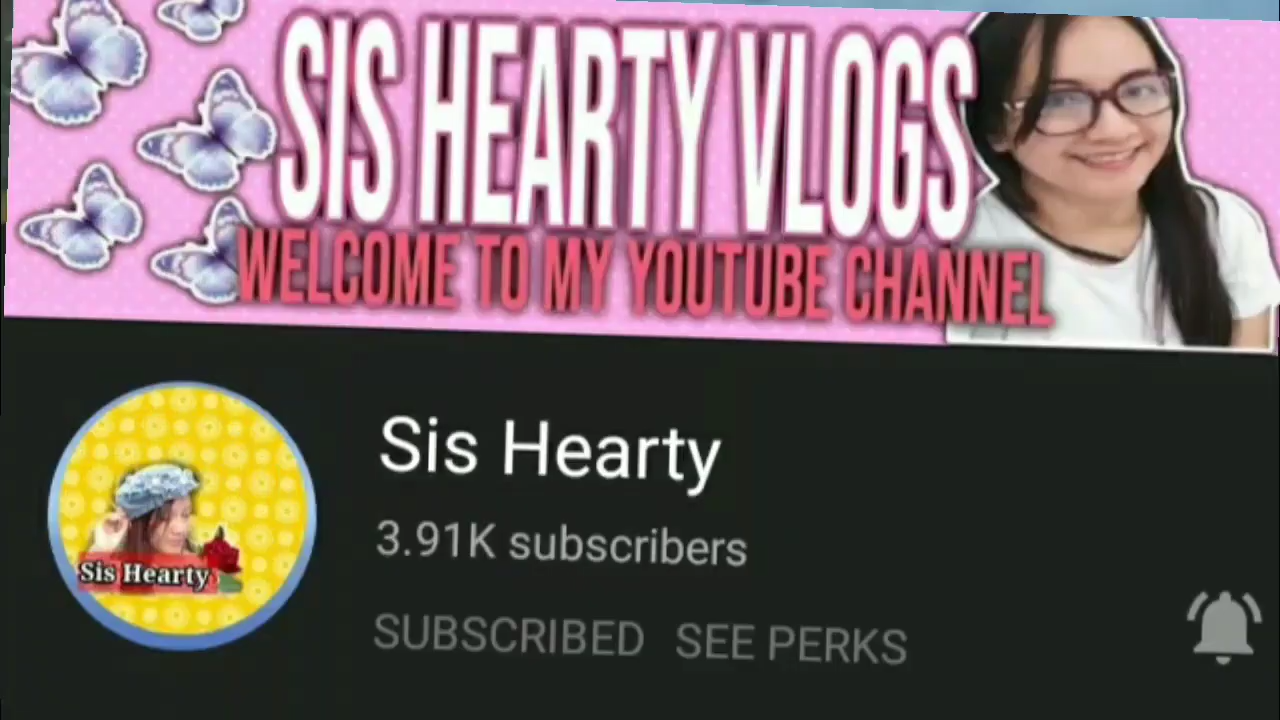 SIS HEARTY VLOGS
WELCOME TO MY YOUTUBE CHANNEL
Sis Hearty
3.91K subscribers
Sis Hearty
SUBSCRIBED SEE PERKS